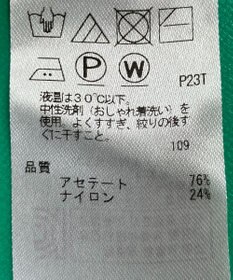 P W
P23T
液温は30℃以下、
中性洗剤(おしゃれ着洗い)を
使用。よくすすぎ、絞りの後す
ぐに干すこと。
109
品質
アセテート 76%
ナイロン 24%